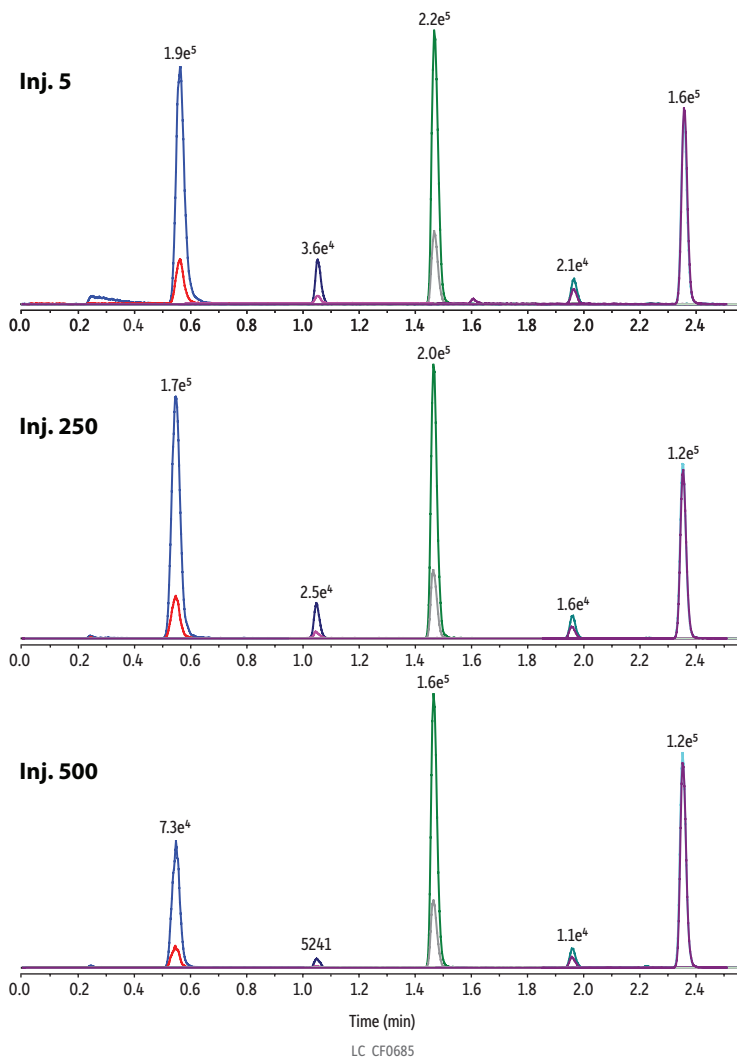 2.2e⁵
1.9e⁵
Inj. 5
1.6e⁵
3.6e⁴
2.1e⁴
0.0 0.2 0.4 0.6 0.8 1.0 1.2 1.4 1.6 1.8 2.0 2.2 2.4
2.0e⁵
1.7e⁵
Inj. 250
1.2e⁵
2.5e⁴
1.6e⁴
0.0 0.2 0.4 0.6 0.8 1.0 1.2 1.4 1.6 1.8 2.0 2.2 2.4
1.6e⁵
1.2e⁵
Inj. 500
7.3e⁴
5241
1.1e⁴
0.0 0.2 0.4 0.6 0.8 1.0 1.2 1.4 1.6 1.8 2.0 2.2 2.4
Time (min)
LC_CF0685